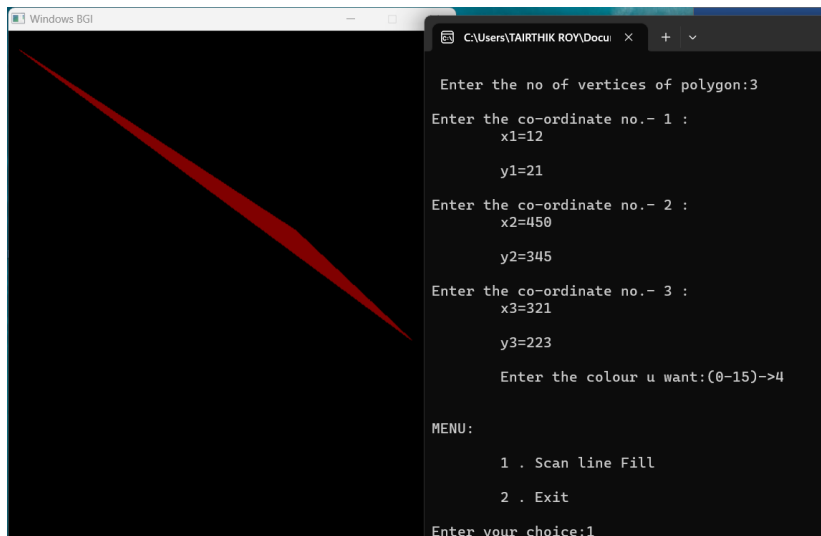 Windows BGI
C:\Users\TAIRTHIK ROY\Docui
Enter the no of vertices of polygon:3
Enter the co-ordinate no.- 1 :
x1=12
y1=21
Enter the co-ordinate no.- 2 :
x2=450
y2=345
Enter the co-ordinate no.- 3 :
x3=321
y3=223
Enter the colour u want:(0-15)->4
MENU:
1 . Scan line Fill
2 . Exit
Enter your choice:1